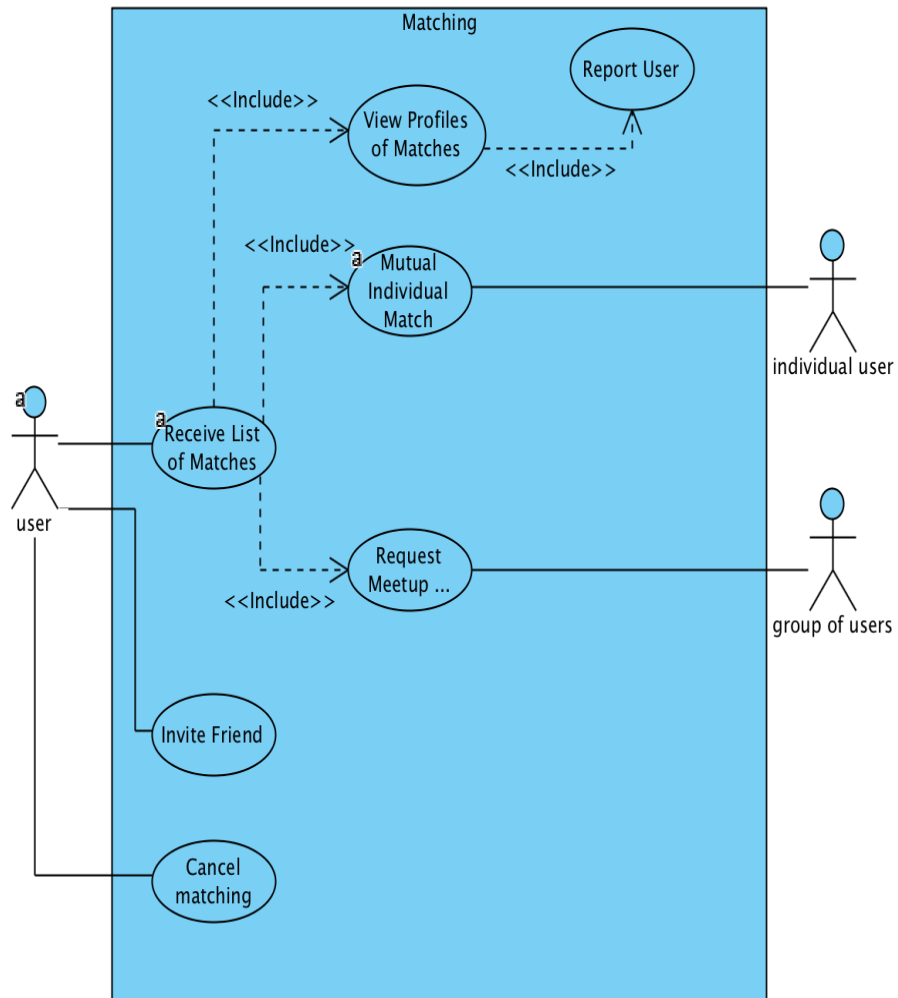 Matching
Report User
<<Include>>
View Profiles
of Matches
<<Include>>
<<Include>>
a
Mutual
Individual
Match
individual user
a
a
Receive List
of Matches
user
Request
Meetup ...
<<Include>>
group of users
Invite Friend
Cancel
matching